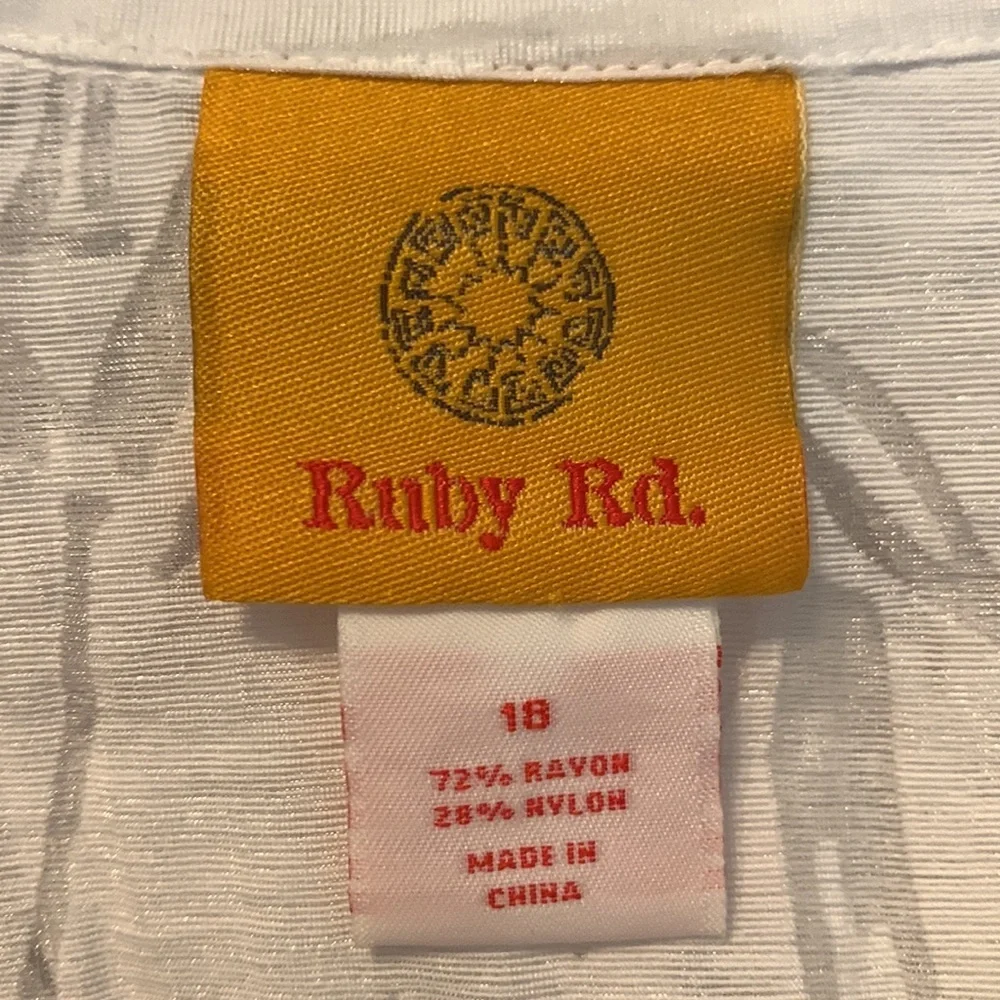 Ruby Rd.
18
72% RAYON
28% NYLON
MADE IN
CHINA